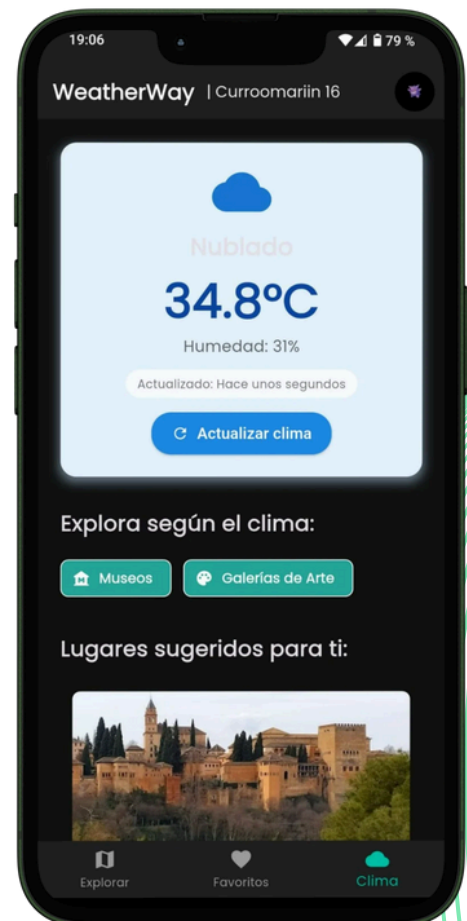 19:06 79 %
WeatherWay | Curroomariin 16
Nublado
34.8ºC
Humedad: 31%
Actualizado: Hace unos segundos
Actualizar clima
Explora según el clima:
Museos Galerías de Arte
Lugares sugeridos para ti:
Explorar Favoritos Clima